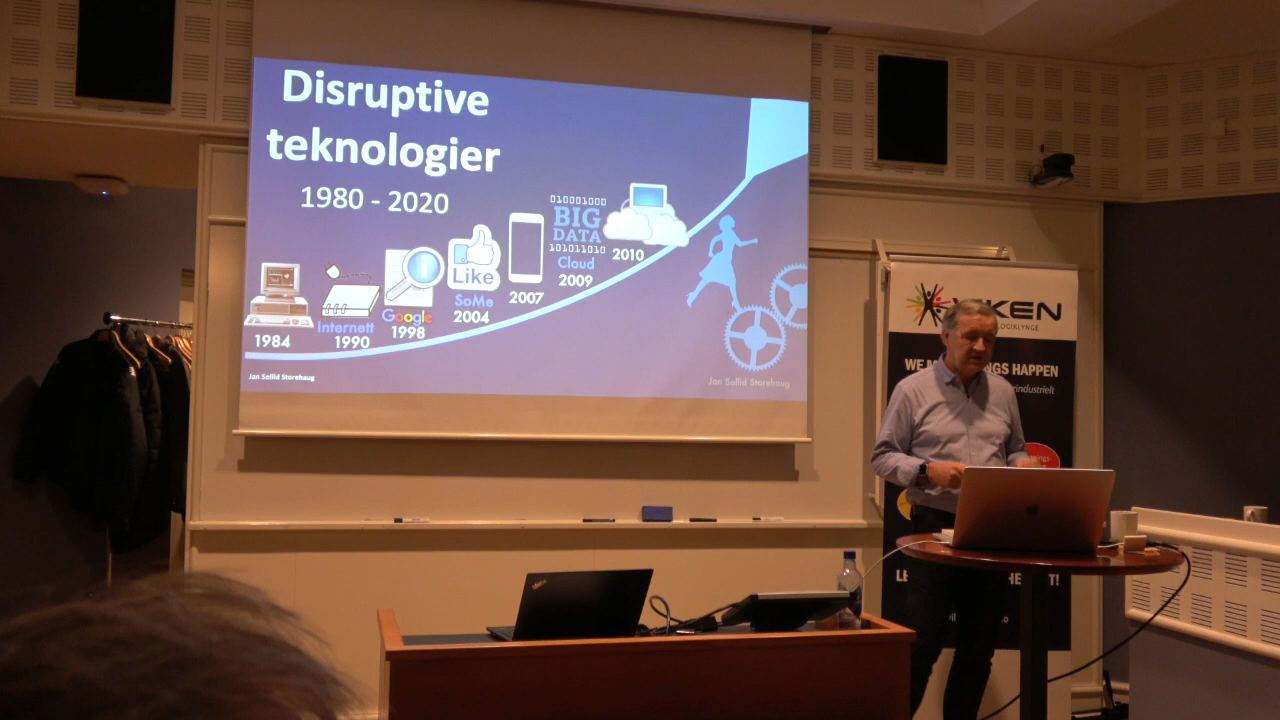 Disruptive
teknologier
1980 - 2020
010001000
BIG
DATA
101011010
2010
Cloud
2009
2007
Like
SoMe
2004
Google
1998
Internett
1990
1984
Jan Sollid Storehaug
Jan Sollid Storehaug
KEN
WE M
NGS HAPPEN